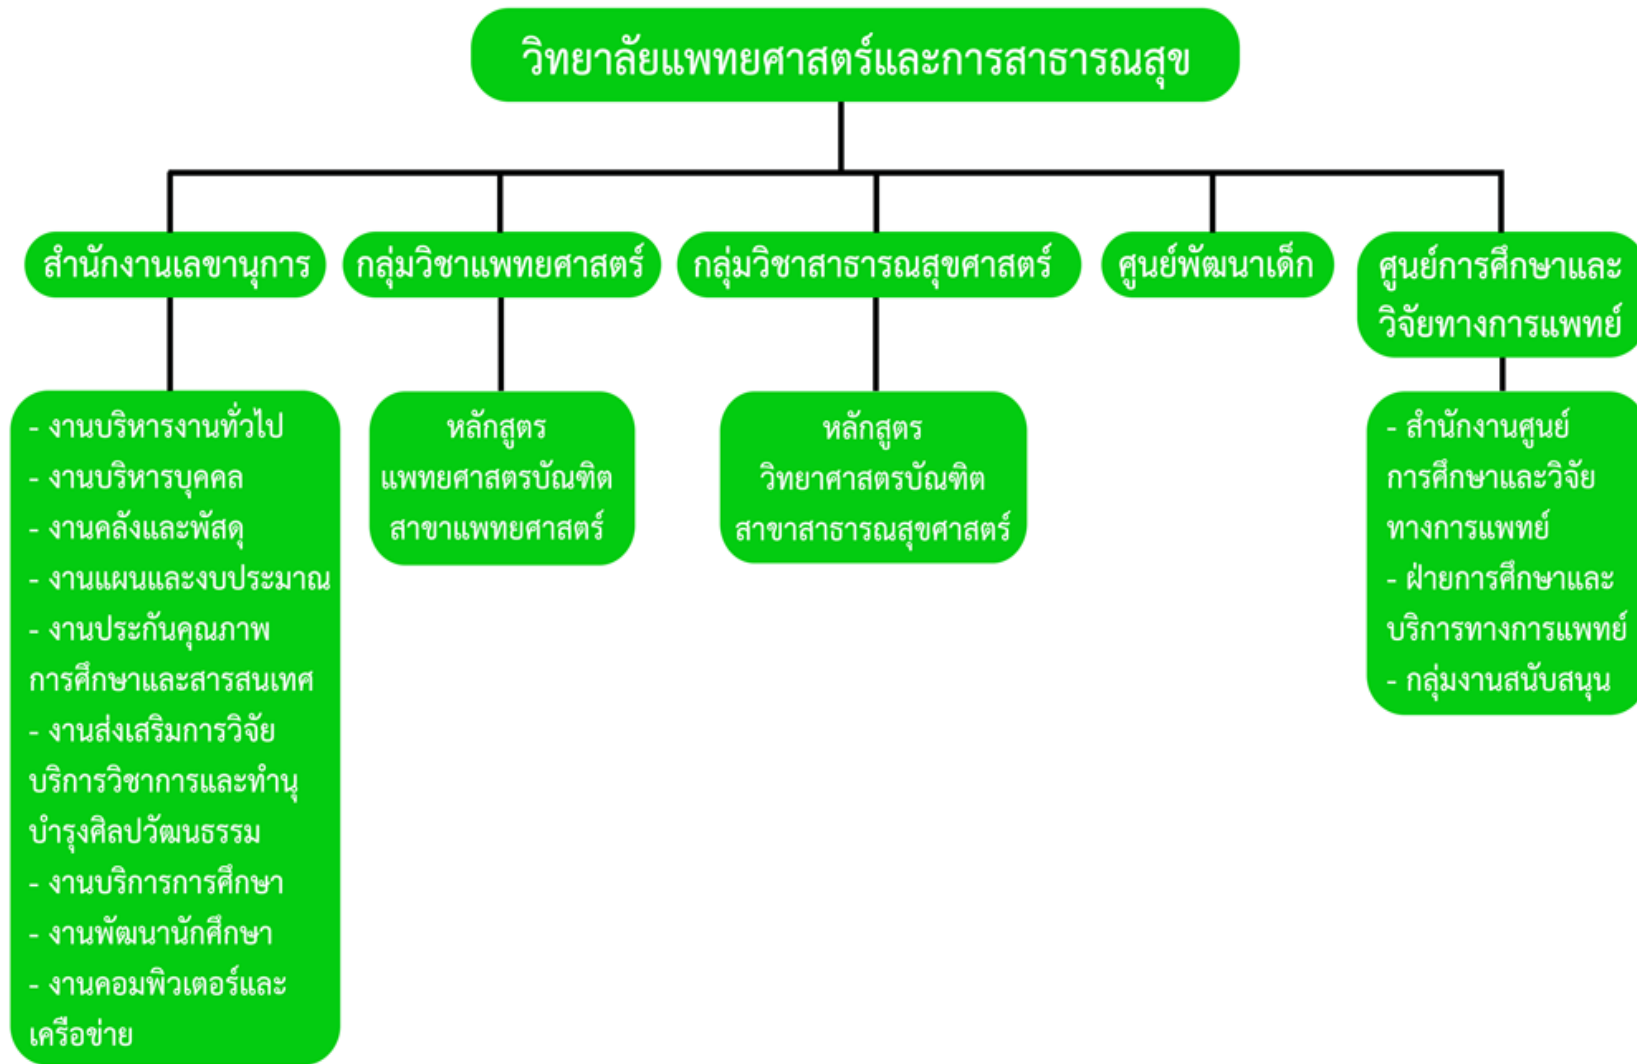 วิทยาลัยแพทยศาสตร์และการสาธารณสุข
สำนักงานเลขานุการ
กลุ่มวิชาแพทยศาสตร์
กลุ่มวิชาสาธารณสุขศาสตร์
ศูนย์พัฒนาเด็ก
ศูนย์การศึกษาและ
วิจัยทางการแพทย์
- งานบริหารงานทั่วไป
- งานบริหารบุคคล
- งานคลังและพัสดุ
- งานแผนและงบประมาณ
- งานประกันคุณภาพ
การศึกษาและสารสนเทศ
- งานส่งเสริมการวิจัย
บริการวิชาการและทำนุ
บำรุงศิลปวัฒนธรรม
- งานบริการการศึกษา
- งานพัฒนานักศึกษา
- งานคอมพิวเตอร์และ
เครือข่าย
หลักสูตร
แพทยศาสตรบัณฑิต
สาขาแพทยศาสตร์
หลักสูตร
วิทยาศาสตรบัณฑิต
สาขาสาธารณสุขศาสตร์
- สำนักงานศูนย์
การศึกษาและวิจัย
ทางการแพทย์
- ฝ่ายการศึกษาและ
บริการทางการแพทย์
- กลุ่มงานสนับสนุน